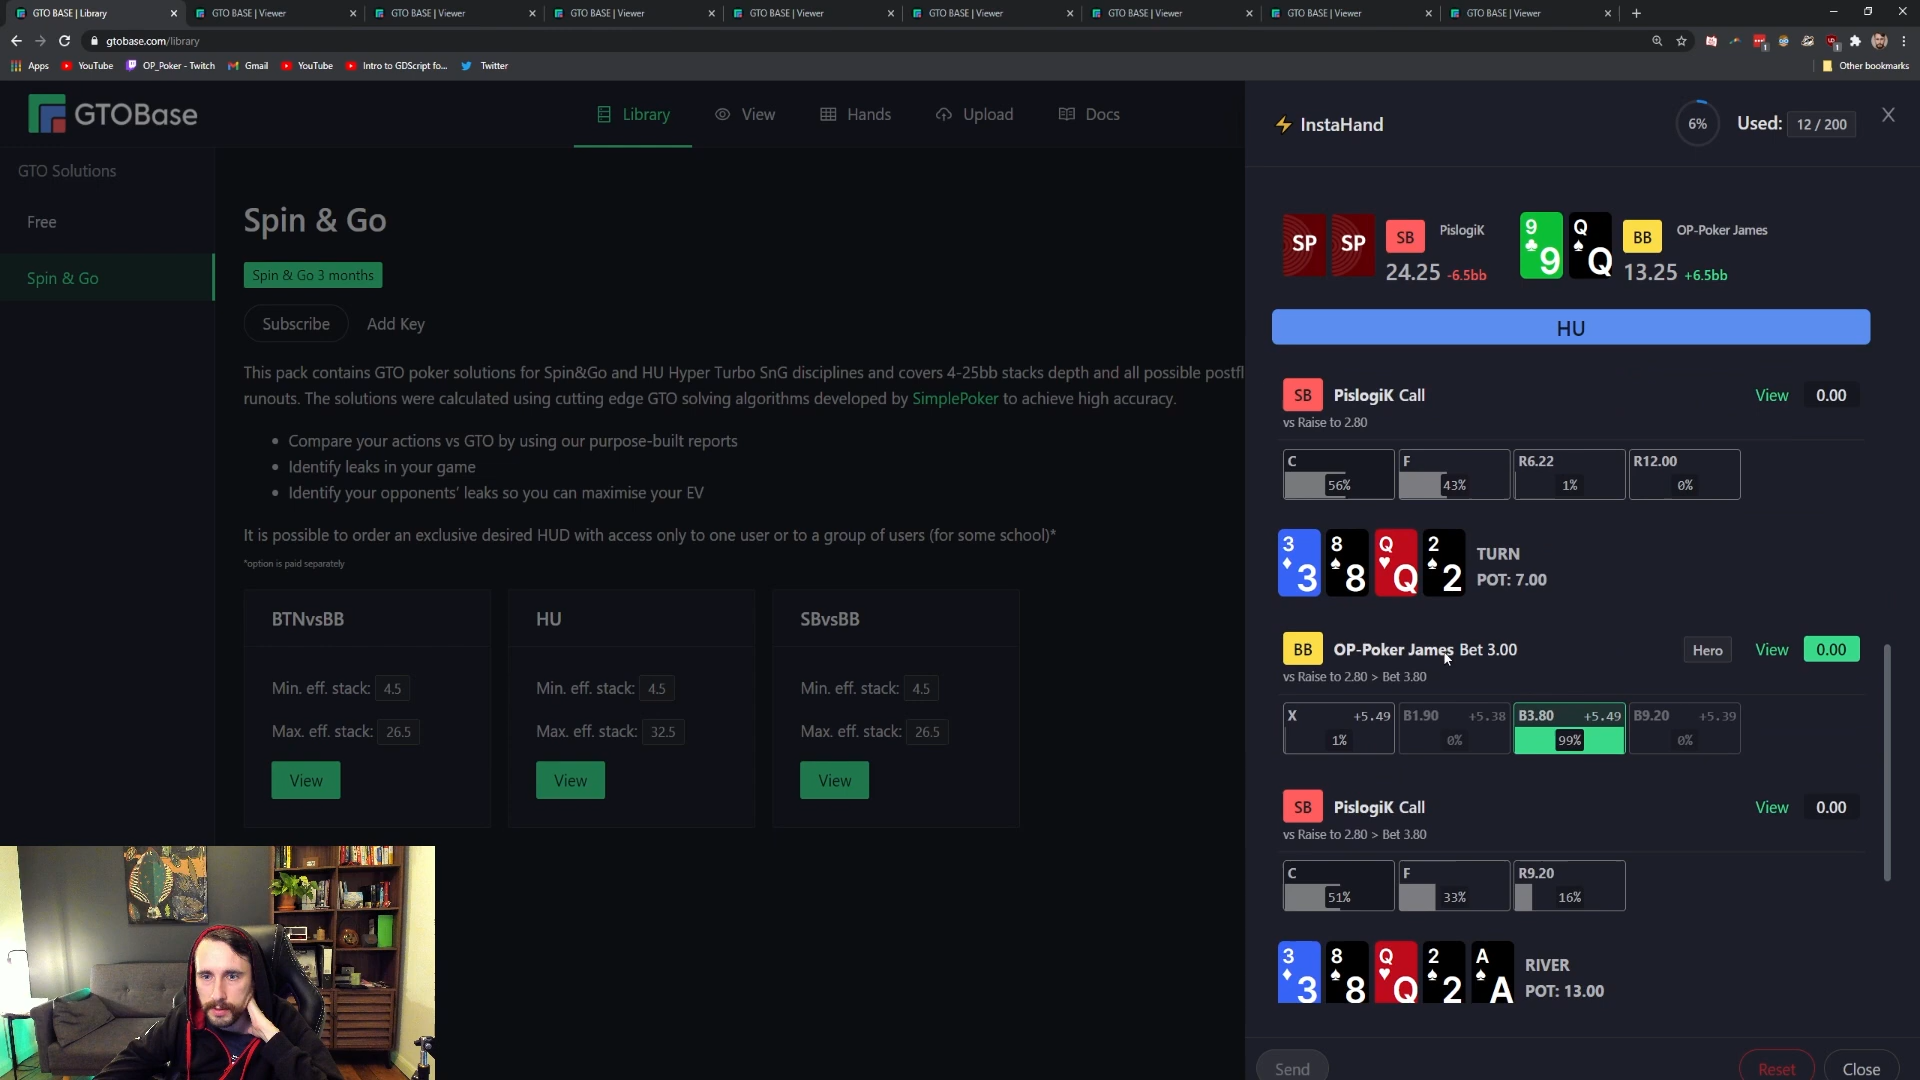 GTO BASE | Library
GTO BASE | Viewer
GTO BASE | Viewer
GTO BASE | Viewer
GTO BASE | Viewer
GTO BASE | Viewer
GTO BASE | Viewer
GTO BASE | Viewer
GTO BASE | Viewer
gtobase.com/library
Apps YouTube OP_Poker - Twitch Gmail YouTube Intro to GDScript fo... Twitter Other bookmarks
GTOBase
Library View Hands Upload Docs
GTO Solutions
Free
Spin & Go
Spin & Go
Spin & Go 3 months
Subscribe Add Key
This pack contains GTO poker solutions for Spin&Go and HU Hyper Turbo SnG disciplines and covers 4-25bb stacks depth and all possible postfl
runouts. The solutions were calculated using cutting edge GTO solving algorithms developed by SimplePoker to achieve high accuracy.
Compare your actions vs GTO by using our purpose-built reports
Identify leaks in your game
Identify your opponents' leaks so you can maximise your EV
It is possible to order an exclusive desired HUD with access only to one user or to a group of users (for some school)*
*option is paid separately
BTNvsBB
Min. eff. stack: 4.5
Max. eff. stack: 26.5
View
HU
Min. eff. stack: 4.5
Max. eff. stack: 32.5
View
SBvsBB
Min. eff. stack: 4.5
Max. eff. stack: 26.5
View
InstaHand
6%
Used: 12 / 200
SP SP SB PislogiK
24.25 -6.5bb
9♣9 Q♠Q BB OP-Poker James
13.25 +6.5bb
HU
SB PislogiK Call View 0.00
vs Raise to 2.80
C 56%
F 43%
R6.22 1%
R12.00 0%
3♦3 8♠8 Q♥Q 2♠2 TURN
POT: 7.00
BB OP-Poker James Bet 3.00 Hero View 0.00
vs Raise to 2.80 > Bet 3.80
X +5.49 1%
B1.90 +5.38 0%
B3.80 +5.49 99%
B9.20 +5.39 0%
SB PislogiK Call View 0.00
vs Raise to 2.80 > Bet 3.80
C 51%
F 33%
R9.20 16%
3♦3 8♠8 Q♥Q 2♠2 A♠A RIVER
POT: 13.00
Send Reset Close